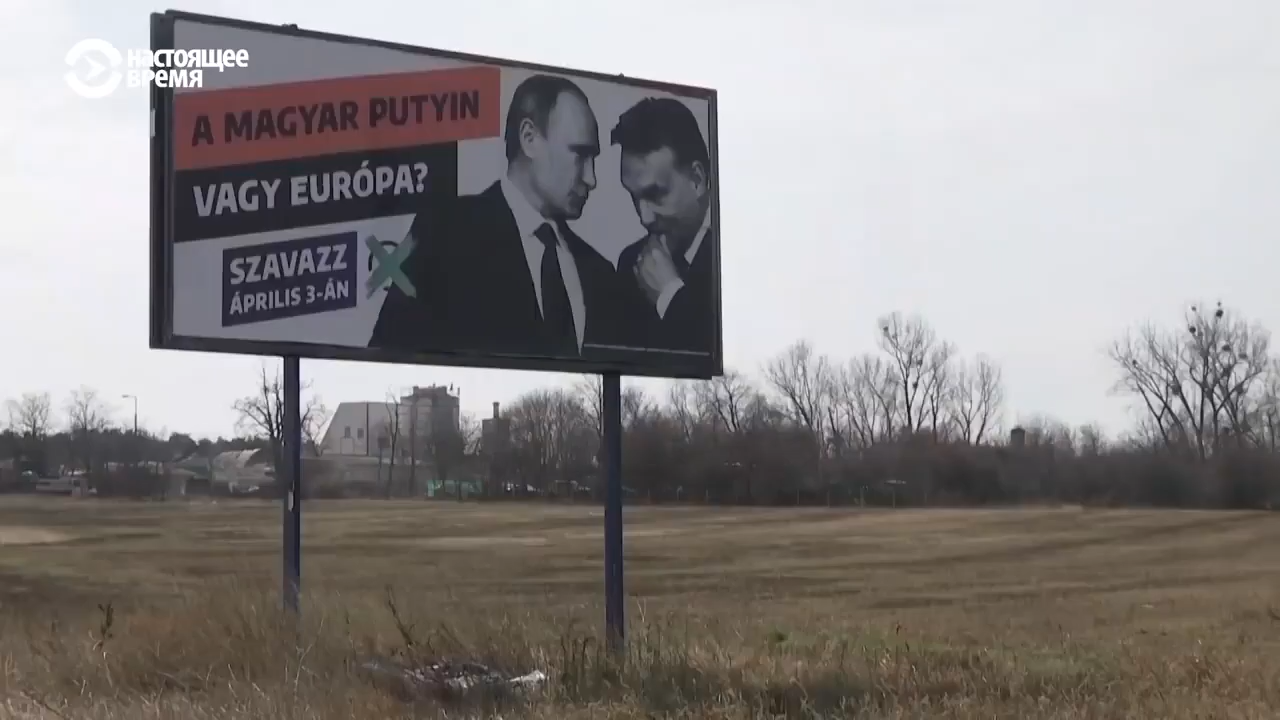 НАСТОЯЩЕЕ
ВРЕМЯ
A MAGYAR PUTYIN
VAGY EURÓPA?
SZAVAZZ
ÁPRILIS 3-ÁN